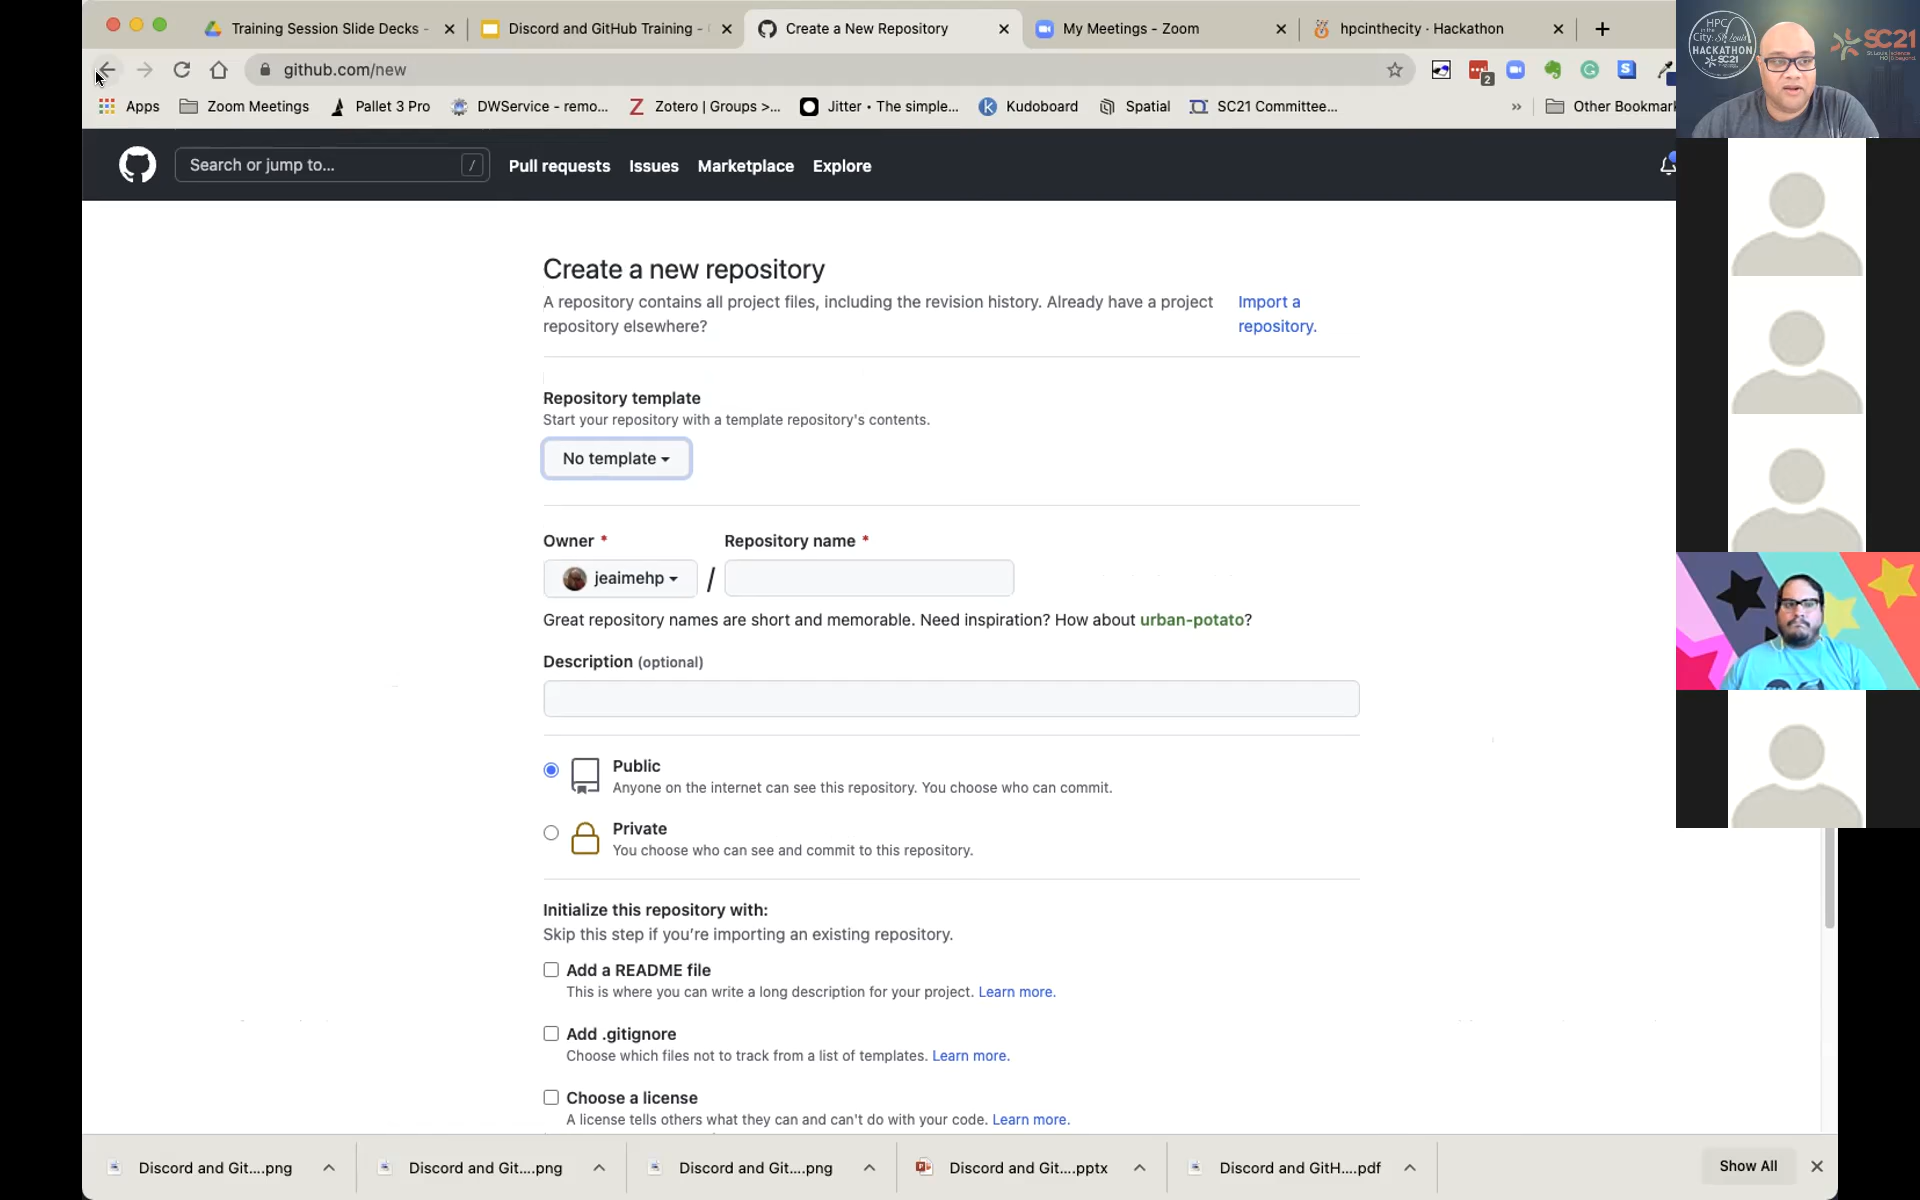 Training Session Slide Decks -
Discord and GitHub Training -
Create a New Repository
My Meetings - Zoom
hpcinthecity · Hackathon
github.com/new
2
Apps
Zoom Meetings
Pallet 3 Pro
DWService - remo...
Zotero | Groups >...
Jitter • The simple...
Kudoboard
Spatial
SC21 Committee...
»
Other Bookmar
HPC
in the
City: St. Louis
HACKATHON
SC21
SC21
Search or jump to...
/
Pull requests
Issues
Marketplace
Explore
Create a new repository
A repository contains all project files, including the revision history. Already have a project
repository elsewhere?
Import a
repository.
Repository template
Start your repository with a template repository's contents.
No template
Owner *
Repository name *
jeaimehp
/
Great repository names are short and memorable. Need inspiration? How about urban-potato?
Description (optional)
Public
Anyone on the internet can see this repository. You choose who can commit.
Private
You choose who can see and commit to this repository.
Initialize this repository with:
Skip this step if you're importing an existing repository.
Add a README file
This is where you can write a long description for your project. Learn more.
Add .gitignore
Choose which files not to track from a list of templates. Learn more.
Choose a license
A license tells others what they can and can't do with your code. Learn more.
Discord and Git....png
Discord and Git....png
Discord and Git....png
Discord and Git....pptx
Discord and GitH....pdf
Show All